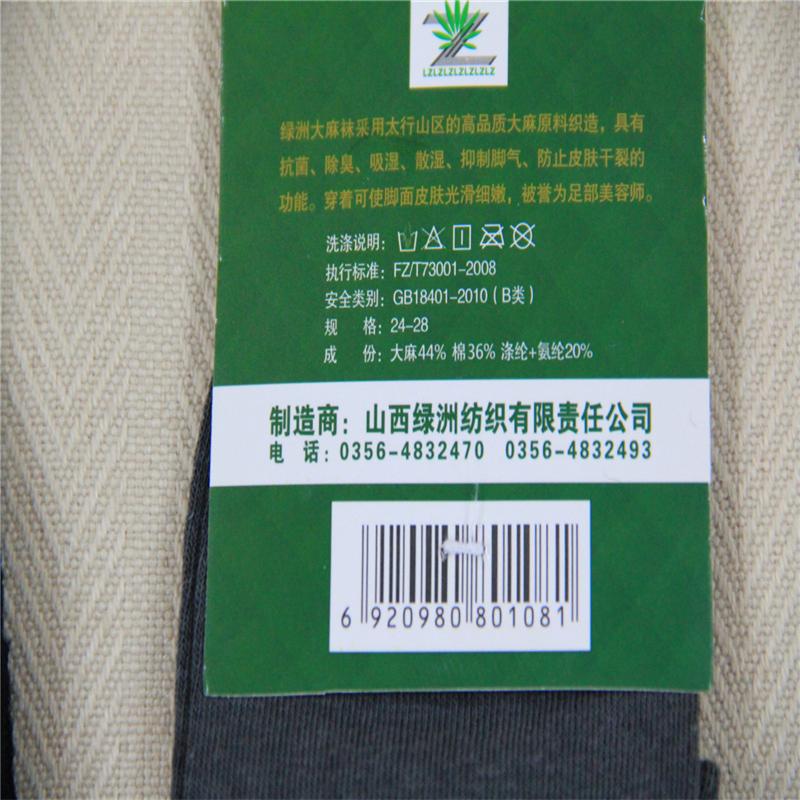 LZLZLZLZLZLZLZ
绿洲大麻袜采用太行山区的高品质大麻原料织造，具有
抗菌、除臭、吸湿、散湿、抑制脚气、防止皮肤干裂的
功能。穿着可使脚面皮肤光滑细嫩，被誉为足部美容师。
洗涤说明：
执行标准：FZ/T73001-2008
安全类别：GB18401-2010（B类）
规 格：24-28
成 份：大麻44% 棉36% 涤纶+氨纶20%
制造商：山西绿洲纺织有限责任公司
电 话：0356-4832470 0356-4832493
6 920980 801081